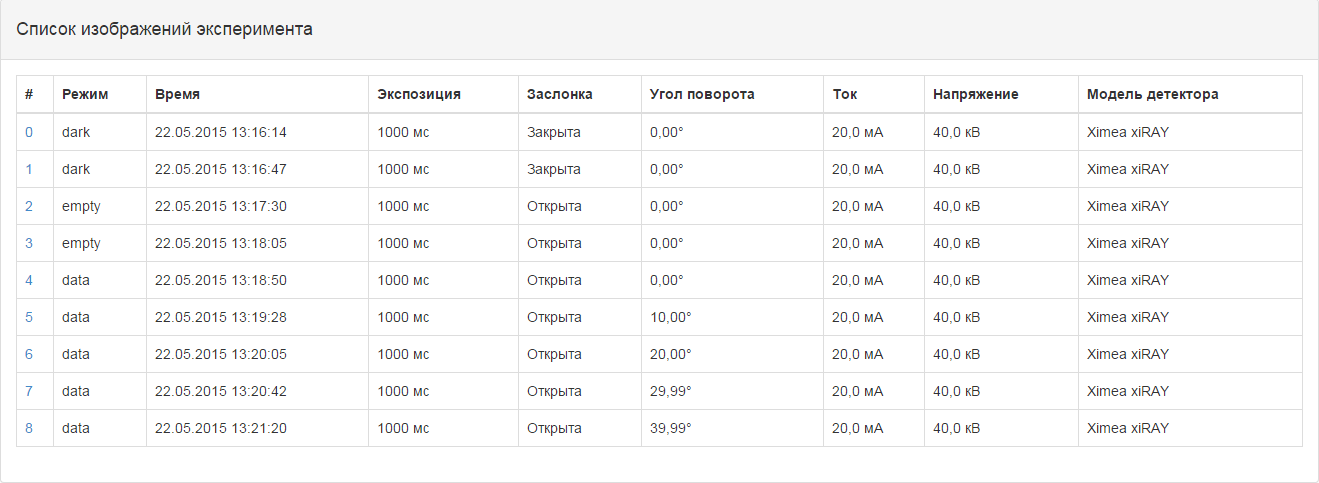 Список изображений эксперимента
# Режим Время Экспозиция Заслонка Угол поворота Ток Напряжение Модель детектора
0 dark 22.05.2015 13:16:14 1000 мс Закрыта 0,00° 20,0 мА 40,0 кВ Ximea xiRAY
1 dark 22.05.2015 13:16:47 1000 мс Закрыта 0,00° 20,0 мА 40,0 кВ Ximea xiRAY
2 empty 22.05.2015 13:17:30 1000 мс Открыта 0,00° 20,0 мА 40,0 кВ Ximea xiRAY
3 empty 22.05.2015 13:18:05 1000 мс Открыта 0,00° 20,0 мА 40,0 кВ Ximea xiRAY
4 data 22.05.2015 13:18:50 1000 мс Открыта 0,00° 20,0 мА 40,0 кВ Ximea xiRAY
5 data 22.05.2015 13:19:28 1000 мс Открыта 10,00° 20,0 мА 40,0 кВ Ximea xiRAY
6 data 22.05.2015 13:20:05 1000 мс Открыта 20,00° 20,0 мА 40,0 кВ Ximea xiRAY
7 data 22.05.2015 13:20:42 1000 мс Открыта 29,99° 20,0 мА 40,0 кВ Ximea xiRAY
8 data 22.05.2015 13:21:20 1000 мс Открыта 39,99° 20,0 мА 40,0 кВ Ximea xiRAY